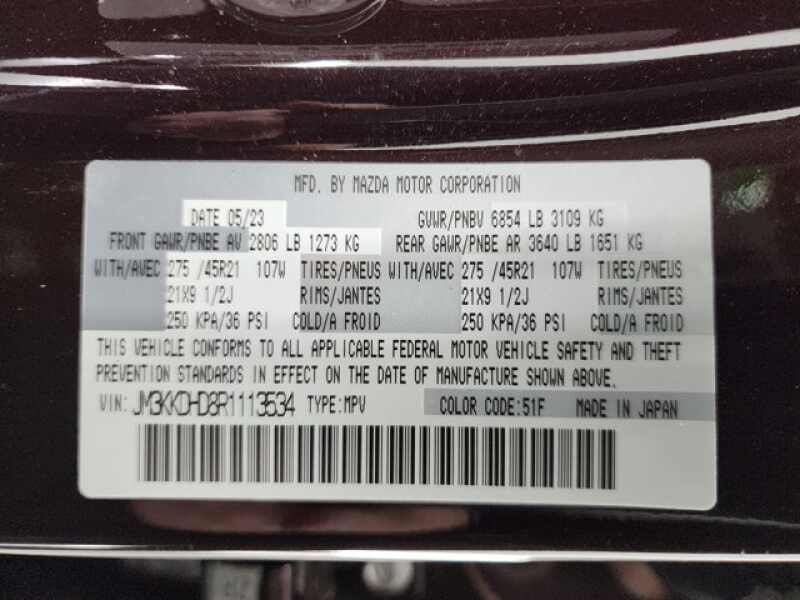 MFD. BY MAZDA MOTOR CORPORATION
DATE 05/23 GVWR/PNBV 6854 LB 3109 KG
FRONT GAWR/PNBE AV 2806 LB 1273 KG REAR GAWR/PNBE AR 3640 LB 1651 KG
WITH/AVEC 275 /45R21 107W TIRES/PNEUS WITH/AVEC 275 /45R21 107W TIRES/PNEUS
21X9 1/2J RIMS/JANTES 21X9 1/2J RIMS/JANTES
250 KPA/36 PSI COLD/A FROID 250 KPA/36 PSI COLD/A FROID
THIS VEHICLE CONFORMS TO ALL APPLICABLE FEDERAL MOTOR VEHICLE SAFETY AND THEFT
PREVENTION STANDARDS IN EFFECT ON THE DATE OF MANUFACTURE SHOWN ABOVE.
VIN: JM3KKDHD8R1113534 TYPE:MPV COLOR CODE:51F MADE IN JAPAN